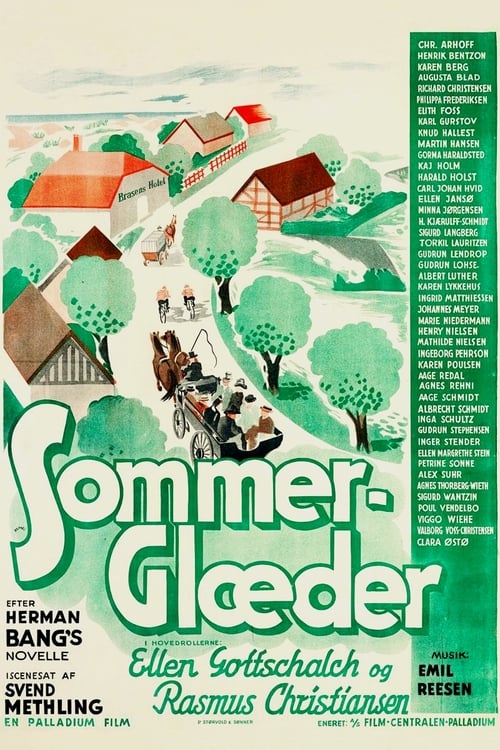 CHR. ARHOFF
HENRIK BENTZON
KAREN BERG
AUGUSTA BLAD
RICHARD CHRISTENSEN
PHILIPPA FREDERIKSEN
EUTH FOSS
KARL GURSTOV
KNUD HALLEST
MARTIN HANSEN
GORMA HARALDSTED
KAJ HOLM
HARALD HOLST
CARL JOHAN HVID
ELLEN JANSØ
MINNA JØRGENSEN
H. KJÆRULFF-SCHMIDT
SIGURD LANGBERG
TORKIL LAURITZEN
GUDRUN LENDROP
GUDRUN LOHSE
ALBERT LUTHER
KAREN LYKKEHUS
INGRID MATTHIESSEN
JOHANNES MEYER
MARIE NIEDERMANN
HENRY NIELSEN
MATHILDE NIELSEN
INGEBORG PEHRSON
KAREN POULSEN
AAGE REDAL
AGNES REHNI
AAGE SCHMIDT
ALBRECHT SCHMIDT
INGA SCHULTZ
GUDRUN STEPHENSEN
INGER STENDER
ELLEN MARGRETHE STEIN
PETRINE SONNE
ALEX SUHR
AGNES THORBERG-WIETH
SIGURD WANTZIN
POUL VENDELBO
VIGGO WIEHE
VALBORG VOSS-CHRISTENSEN
CLARA ØSTØ
Brasens Hotel
Sommer-
Glæder
EFTER
HERMAN
BANG'S
NOVELLE
ISCENESAT AF
SVEND
METHLING
EN PALLADIUM FILM
I HOVEDROLLERNE:
Ellen Gottschalch og
Rasmus Christiansen
MUSIK:
EMIL
REESEN
ENERET: A/S FILM-CENTRALEN-PALLADIUM